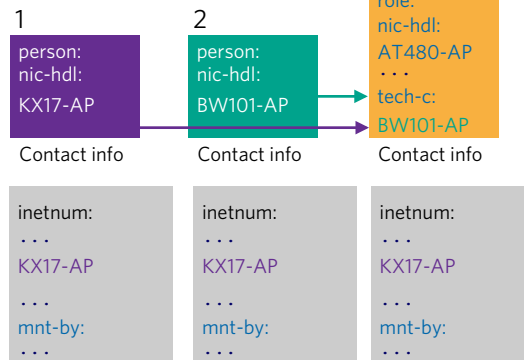 1
person:
nic-hdl:
KX17-AP
Contact info
2
person:
nic-hdl:
BW101-AP
Contact info
role:
nic-hdl:
AT480-AP
...
tech-c:
BW101-AP
Contact info
inetnum:
...
KX17-AP
...
mnt-by:
...
inetnum:
...
KX17-AP
...
mnt-by:
...
inetnum:
...
KX17-AP
...
mnt-by:
...